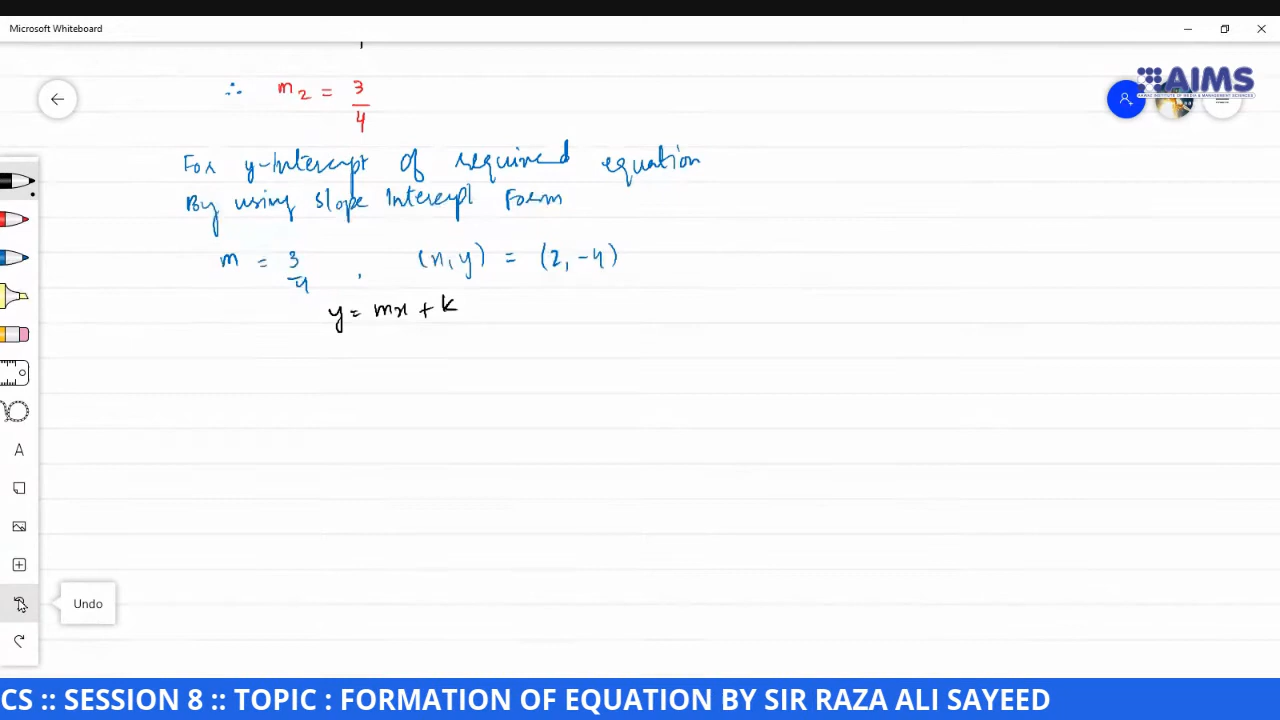 Microsoft Whiteboard
AIMS
∴ m2 = 3/4
For y-Intercept of required equation
By using Slope Intercept Form
m = 3/4 , (x, y) = (2, -4)
y = mx + k
A
Undo
CS :: SESSION 8 :: TOPIC : FORMATION OF EQUATION BY SIR RAZA ALI SAYEED